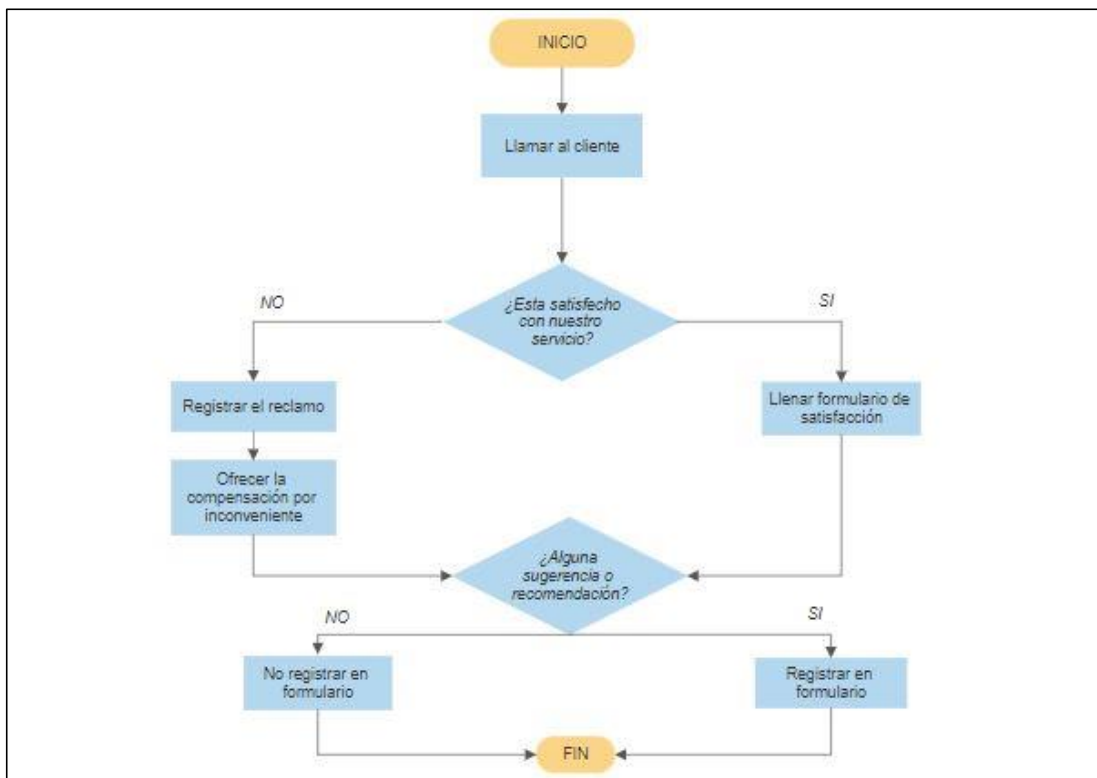 INICIO
Llamar al cliente
NO
¿Esta satisfecho
con nuestro
servicio?
SI
Registrar el reclamo
Llenar formulario de
satisfacción
Ofrecer la
compensación por
inconveniente
¿Alguna
sugerencia o
recomendación?
NO
SI
No registrar en
formulario
Registrar en
formulario
FIN